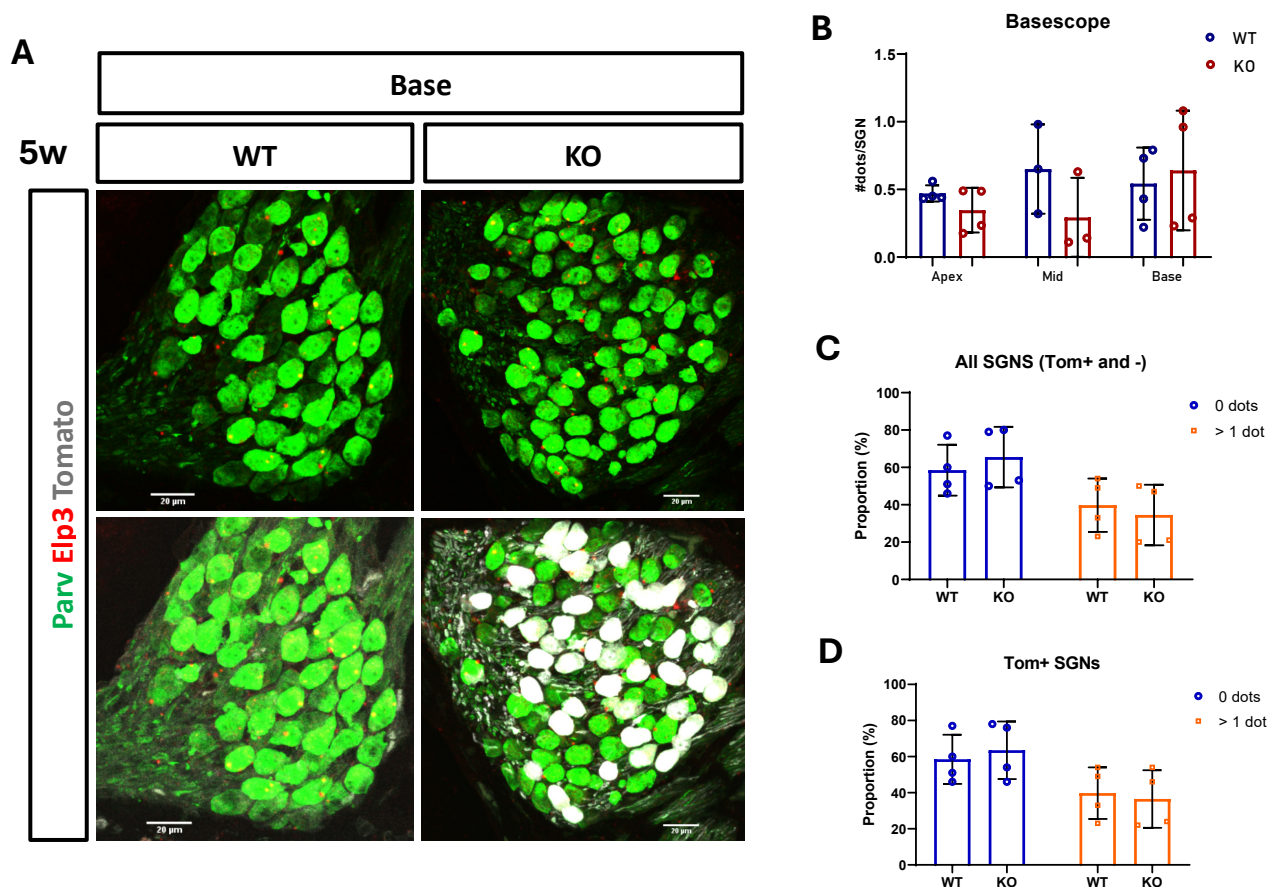 A
Base
5w
WT
KO
Parv Elp3 Tomato
20 µm
20 µm
20 µm
20 µm
B
Basescope
WT
KO
#dots/SGN
1.5
1.0
0.5
0.0
Apex
Mid
Base
C
All SGNS (Tom+ and -)
0 dots
> 1 dot
Proportion (%)
100
80
60
40
20
0
WT
KO
WT
KO
D
Tom+ SGNs
0 dots
> 1 dot
Proportion (%)
100
80
60
40
20
0
WT
KO
WT
KO